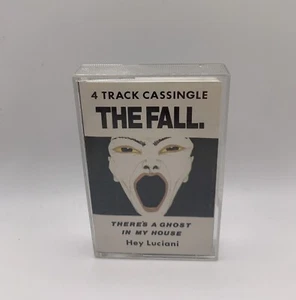 4 TRACK CASSINGLE
THE FALL.
THERE'S A GHOST
IN MY HOUSE
Hey Luciani